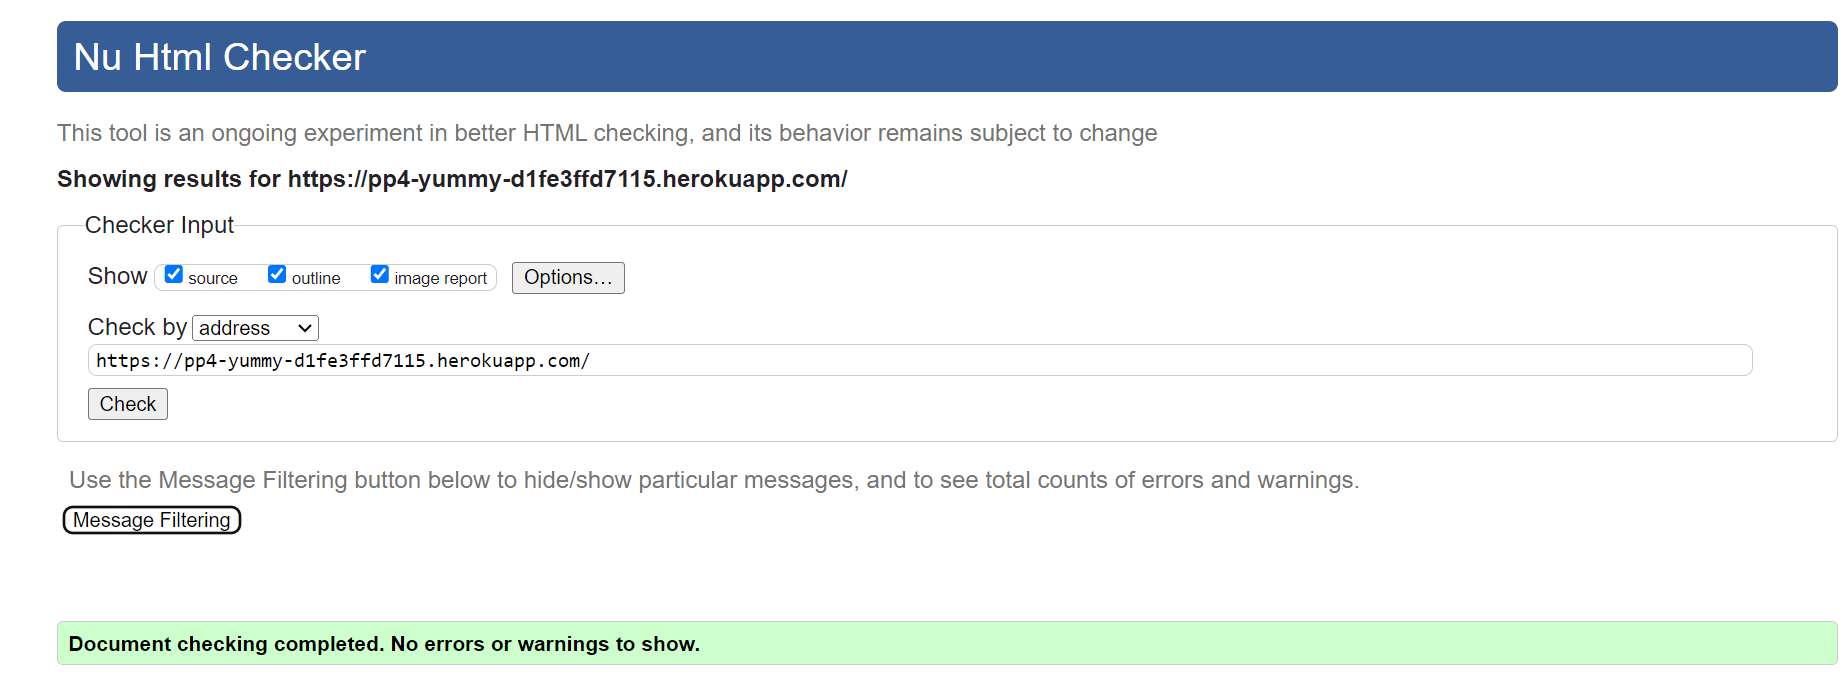 Nu Html Checker
This tool is an ongoing experiment in better HTML checking, and its behavior remains subject to change
Showing results for https://pp4-yummy-d1fe3ffd7115.herokuapp.com/
Checker Input
Show source outline image report Options...
Check by address
https://pp4-yummy-d1fe3ffd7115.herokuapp.com/
Check
Use the Message Filtering button below to hide/show particular messages, and to see total counts of errors and warnings.
Message Filtering
Document checking completed. No errors or warnings to show.